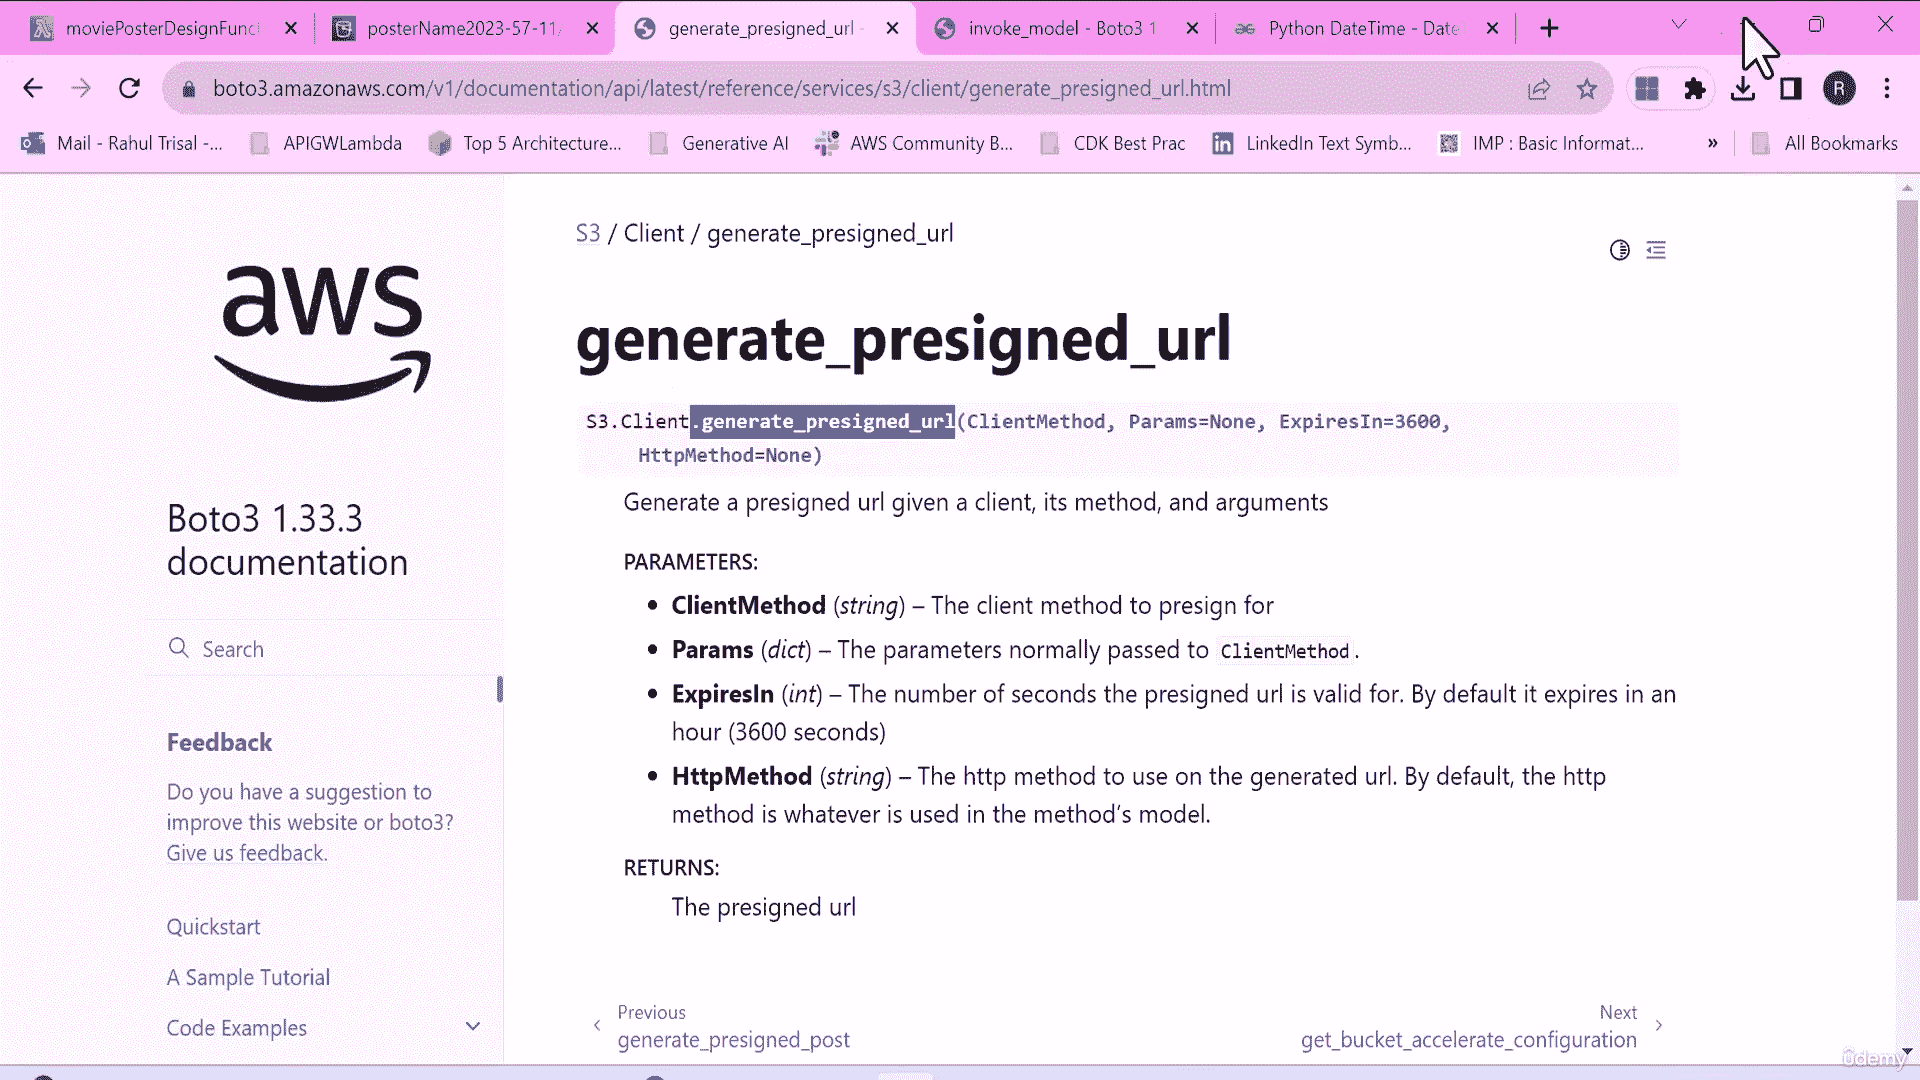 moviePosterDesignFunc
posterName2023-57-11
generate_presigned_url -
invoke_model - Boto3 1
Python DateTime - Date
boto3.amazonaws.com/v1/documentation/api/latest/reference/services/s3/client/generate_presigned_url.html
R
Mail - Rahul Trisal -...
APIGWLambda
Top 5 Architecture...
Generative AI
AWS Community B...
CDK Best Prac
LinkedIn Text Symb...
IMP : Basic Informat...
»
All Bookmarks
aws
Boto3 1.33.3
documentation
Search
Feedback
Do you have a suggestion to
improve this website or boto3?
Give us feedback.
Quickstart
A Sample Tutorial
Code Examples
S3 / Client / generate_presigned_url
generate_presigned_url
S3.Client.generate_presigned_url(ClientMethod, Params=None, ExpiresIn=3600,
HttpMethod=None)
Generate a presigned url given a client, its method, and arguments
PARAMETERS:
• ClientMethod (string) – The client method to presign for
• Params (dict) – The parameters normally passed to ClientMethod.
• ExpiresIn (int) – The number of seconds the presigned url is valid for. By default it expires in an
hour (3600 seconds)
• HttpMethod (string) – The http method to use on the generated url. By default, the http
method is whatever is used in the method's model.
RETURNS:
The presigned url
Previous
generate_presigned_post
Next
get_bucket_accelerate_configuration
ûdemy